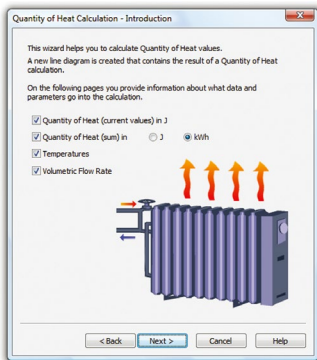 Quantity of Heat Calculation - Introduction
This wizard helps you to calculate Quantity of Heat values.
A new line diagram is created that contains the result of a Quantity of Heat
calculation.
On the following pages you provide information about what data and
parameters go into the calculation.
Quantity of Heat (current values) in J
Quantity of Heat (sum) in J kWh
Temperatures
Volumetric Flow Rate
< Back Next > Cancel Help